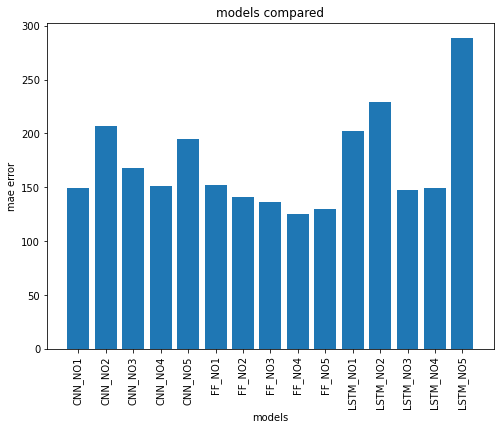 models compared
300
250
200
150
100
50
0
mae error
CNN_NO1
CNN_NO2
CNN_NO3
CNN_NO4
CNN_NO5
FF_NO1
FF_NO2
FF_NO3
FF_NO4
FF_NO5
LSTM_NO1
LSTM_NO2
LSTM_NO3
LSTM_NO4
LSTM_NO5
models